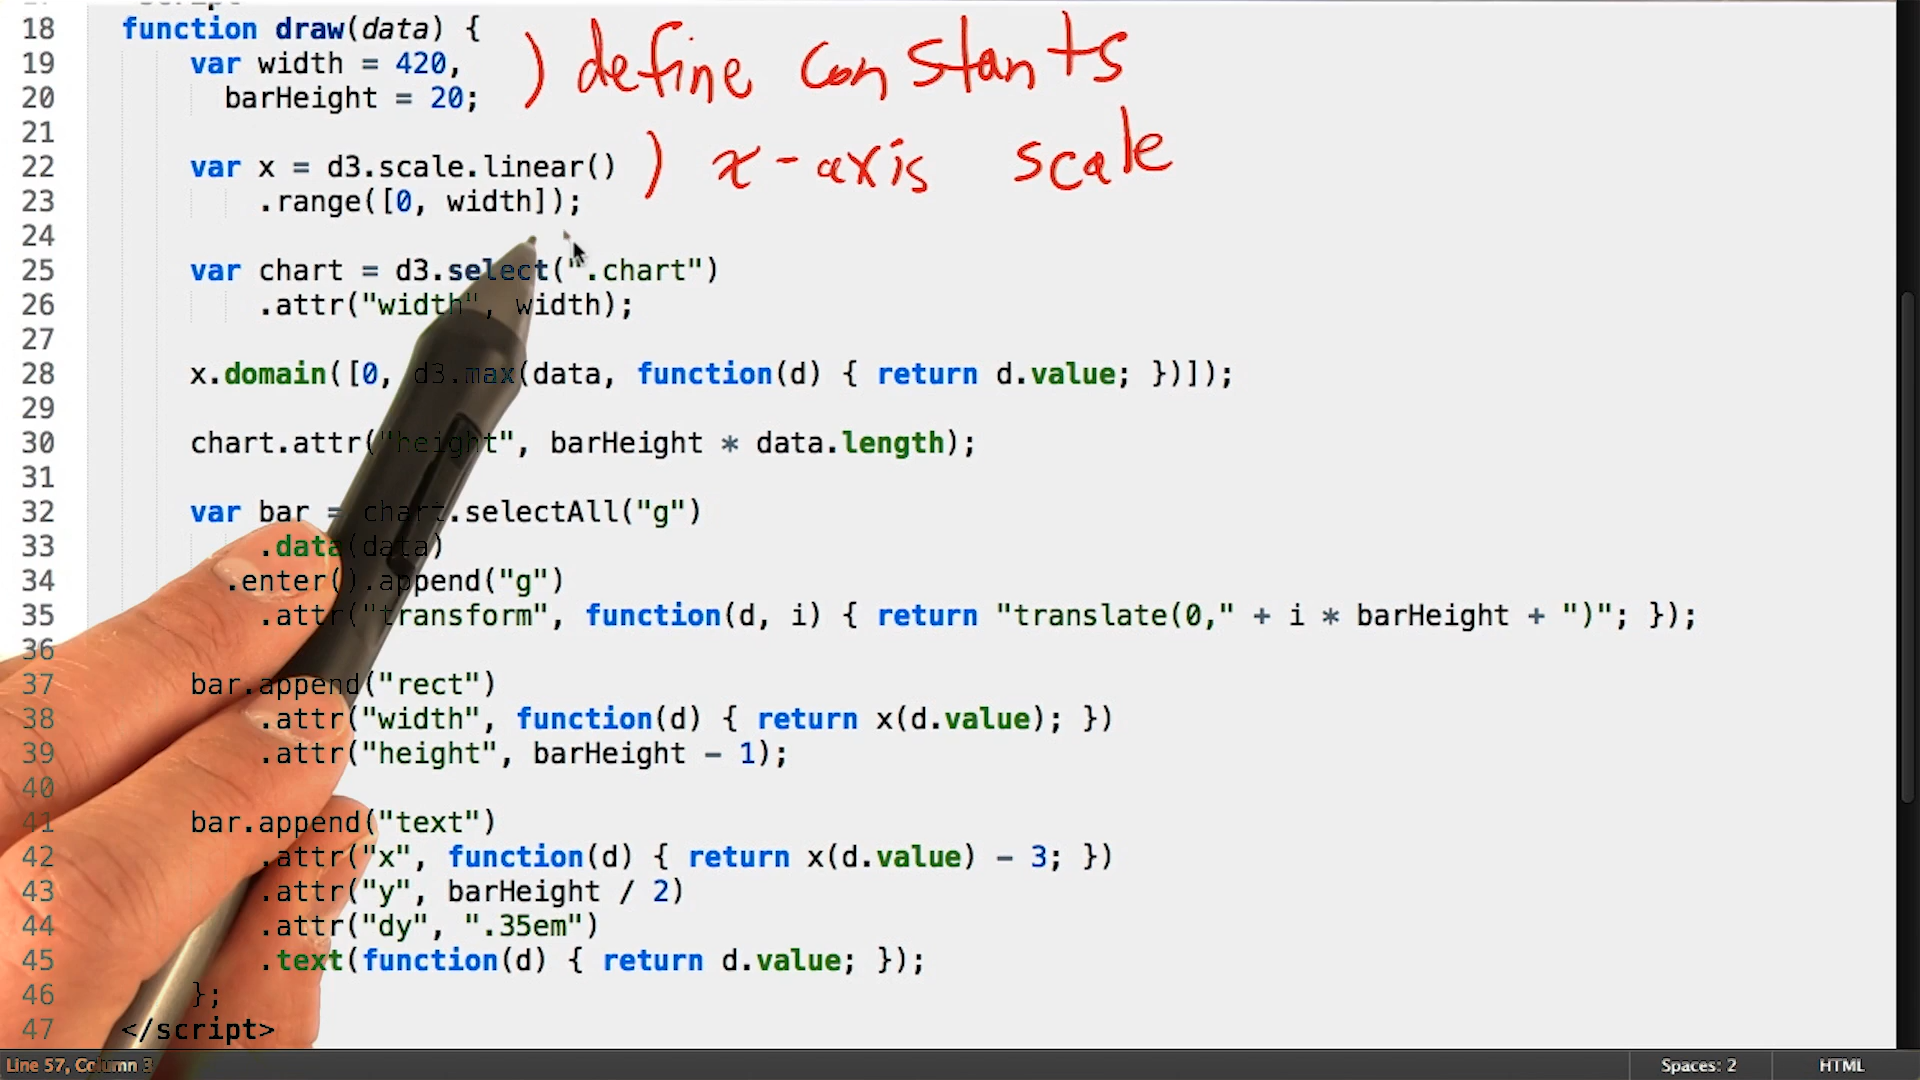 18 function draw(data) { ) define constants
19 var width = 420,
20 barHeight = 20;
21
22 var x = d3.scale.linear() ) x-axis scale
23 .range([0, width]);
24
25 var chart = d3.select(".chart")
26 .attr("width", width);
27
28 x.domain([0, d3.max(data, function(d) { return d.value; })]);
29
30 chart.attr("height", barHeight * data.length);
31
32 var bar = chart.selectAll("g")
33 .data(data)
34 .enter().append("g")
35 .attr("transform", function(d, i) { return "translate(0," + i * barHeight + ")"; });
36
37 bar.append("rect")
38 .attr("width", function(d) { return x(d.value); })
39 .attr("height", barHeight - 1);
40
41 bar.append("text")
42 .attr("x", function(d) { return x(d.value) - 3; })
43 .attr("y", barHeight / 2)
44 .attr("dy", ".35em")
45 .text(function(d) { return d.value; });
46 };
47 </script>
Line 57, Column 3 Spaces: 2 HTML